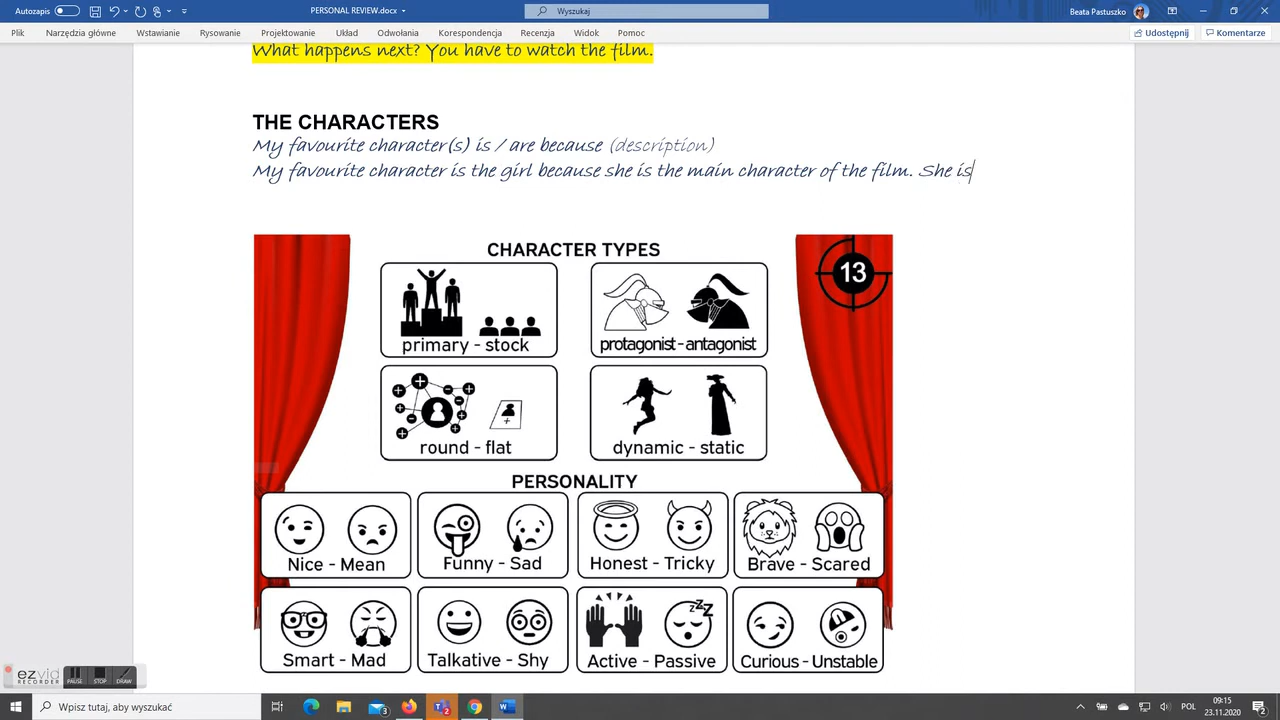 Autozapis
PERSONAL REVIEW.docx
Wyszukaj
Beata Pastuszko
Plik Narzędzia główne Wstawianie Rysowanie Projektowanie Układ Odwołania Korespondencja Recenzja Widok Pomoc
Udostępnij Komentarze
What happens next? You have to watch the film.
THE CHARACTERS
My favourite character(s) is / are because (description)
My favourite character is the girl because she is the main character of the film. She is
CHARACTER TYPES
13
primary - stock
protagonist - antagonist
round - flat
dynamic - static
PERSONALITY
Nice - Mean
Funny - Sad
Honest - Tricky
Brave - Scared
Smart - Mad
Talkative - Shy
Active - Passive
Curious - Unstable
ezvid
RECORDER
PAUSE STOP DRAW
Wpisz tutaj, aby wyszukać
POL
09:15
23.11.2020